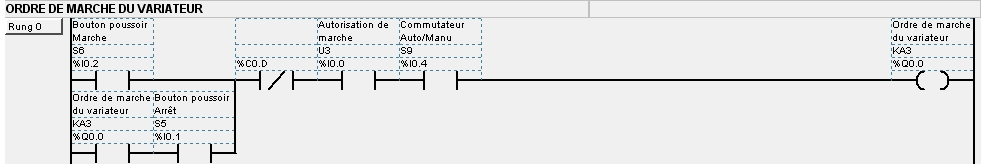 ORDRE DE MARCHE DU VARIATEUR
Rung 0
Bouton poussoir
Marche
S6
%I0.2
%C0.D
Autorisation de
marche
U3
%I0.0
Commutateur
Auto/Manu
S9
%I0.4
Ordre de marche
du variateur
KA3
%Q0.0
Ordre de marche
du variateur
KA3
%Q0.0
Bouton poussoir
Arrêt
S5
%I0.1